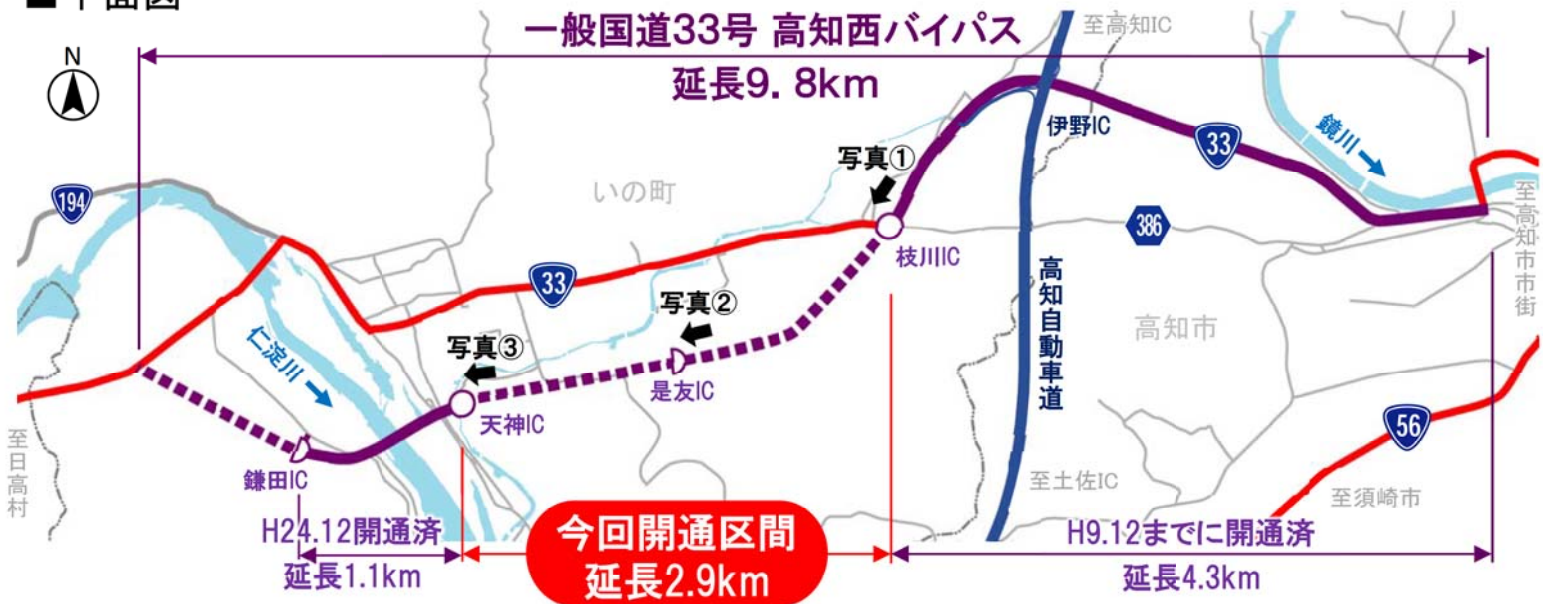 ■平面図
一般国道33号 高知西バイパス
延長9.8km
N
至高知IC
伊野IC
33
鏡川
194
写真①
いの町
386
枝川IC
至高知市市街
33
写真②
高知自動車道
高知市
仁淀川
写真③
是友IC
天神IC
56
至日高村
鎌田IC
至土佐IC
至須崎市
H24.12開通済
延長1.1km
今回開通区間
延長2.9km
H9.12までに開通済
延長4.3km